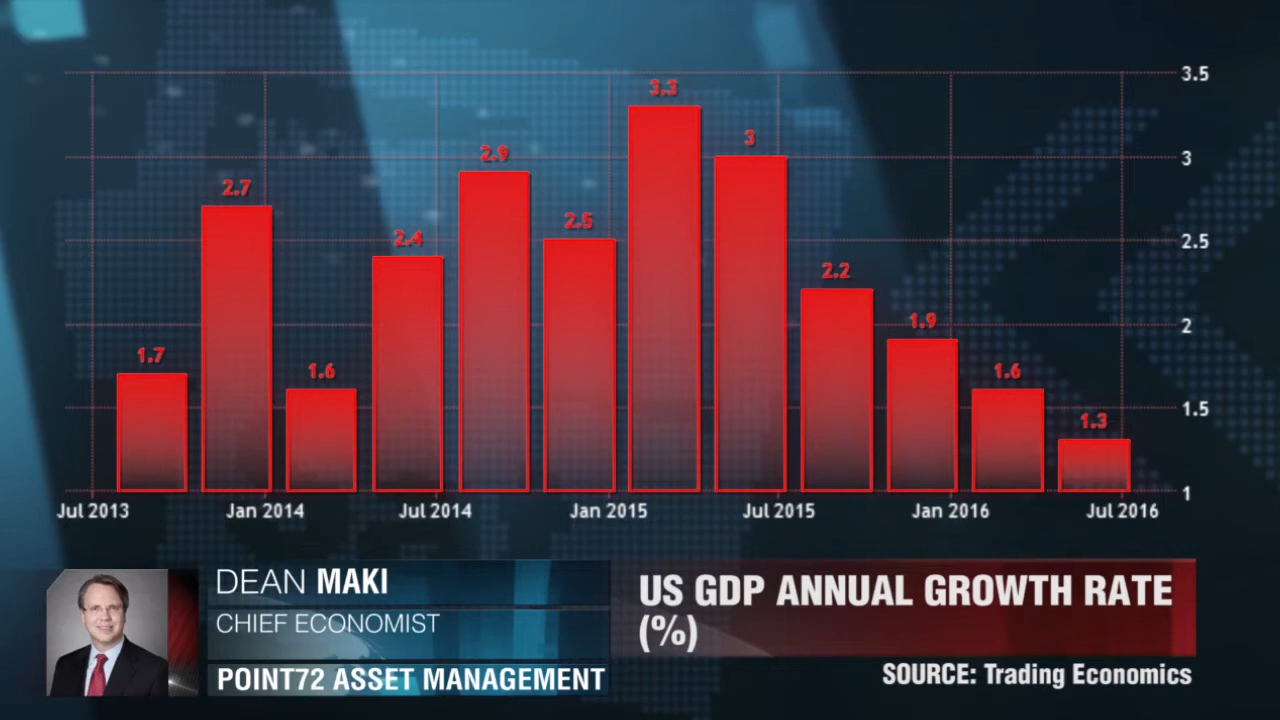 3.5
3.3
3
3
2.9
2.7
2.5
2.5
2.4
2.2
2
1.9
1.7
1.6
1.6
1.5
1.3
1
Jul 2013
Jan 2014
Jul 2014
Jan 2015
Jul 2015
Jan 2016
Jul 2016
DEAN MAKI
CHIEF ECONOMIST
POINT72 ASSET MANAGEMENT
US GDP ANNUAL GROWTH RATE
(%)
SOURCE: Trading Economics